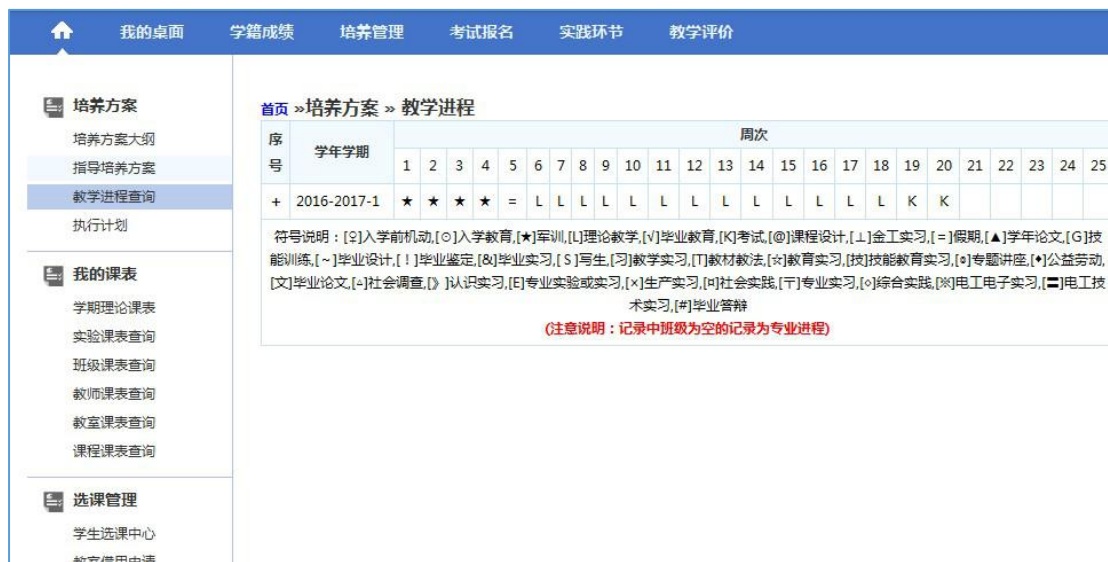 我的桌面 学籍成绩 培养管理 考试报名 实践环节 教学评价
培养方案
培养方案大纲
指导培养方案
教学进程查询
执行计划
我的课表
学期理论课表
实验课表查询
班级课表查询
教师课表查询
教室课表查询
课程课表查询
选课管理
学生选课中心
教室借用申请
首页 »培养方案 » 教学进程
序号 学年学期 周次
1 2 3 4 5 6 7 8 9 10 11 12 13 14 15 16 17 18 19 20 21 22 23 24 25
+ 2016-2017-1 ★ ★ ★ ★ = L L L L L L L L L L L L L K K
符号说明：[♀]入学前机动,[⊙]入学教育,[★]军训,[L]理论教学,[√]毕业教育,[K]考试,[@]课程设计,[⊥]金工实习,[=]假期,[▲]学年论文,[G]技
能训练,[~]毕业设计,[！]毕业鉴定,[&]毕业实习,[S]写生,[习]教学实习,[T]教材教法,[☆]教育实习,[技]技能教育实习,[¤]专题讲座,[♦]公益劳动,
[文]毕业论文,[▵]社会调查,[》]认识实习,[E]专业实验或实习,[×]生产实习,[¤]社会实践,[〒]专业实习,[◇]综合实践,[※]电工电子实习,[〓]电工技
术实习,[#]毕业答辩
(注意说明：记录中班级为空的记录为专业进程)